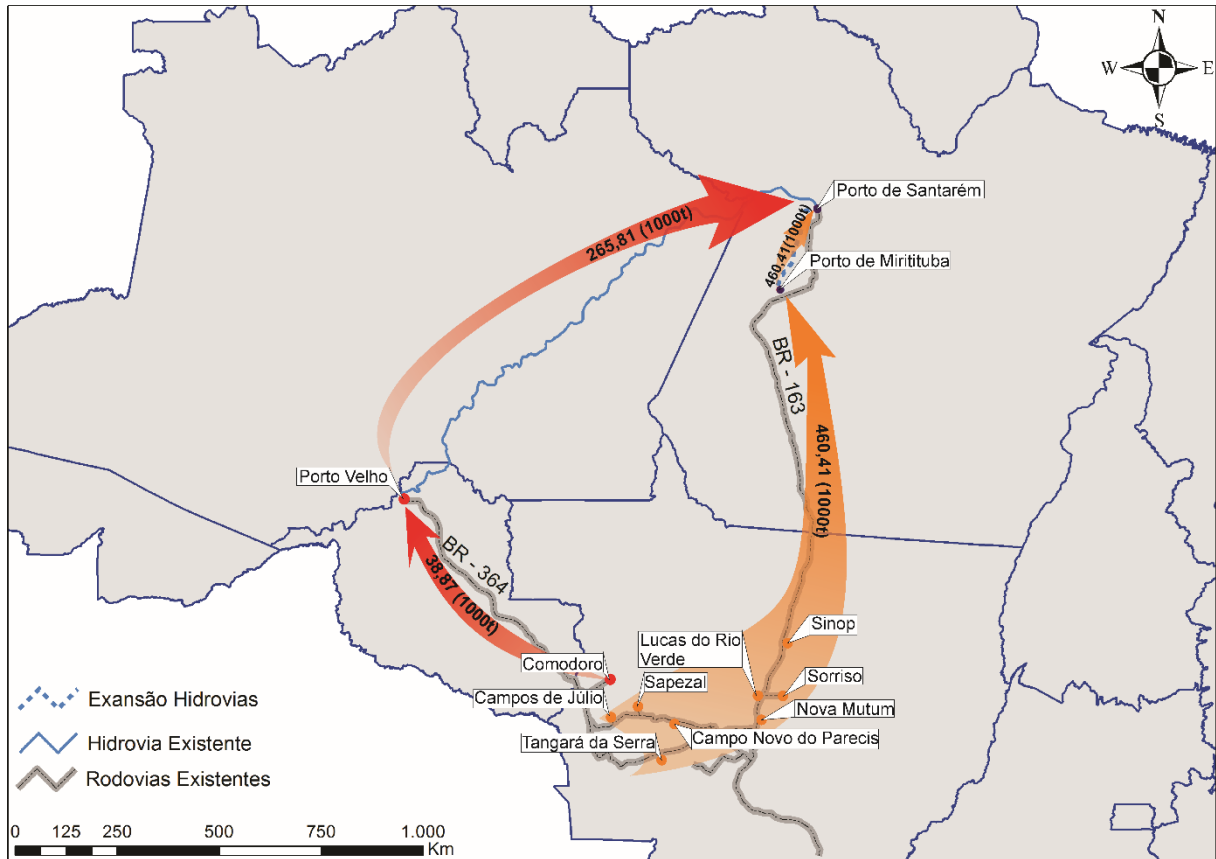 N
W
E
S
Porto de Santarém
265,81 (1000t)
460,41(1000t)
Porto de Miritituba
BR - 163
460,41 (1000t)
Porto Velho
BR - 364
38,87 (1000t)
Sinop
Lucas do Rio
Verde
Comodoro
Sapezal
Sorriso
Campos de Júlio
Nova Mutum
Tangará da Serra
Campo Novo do Parecis
Exansão Hidrovias
Hidrovia Existente
Rodovias Existentes
0 125 250 500 750 1.000
Km